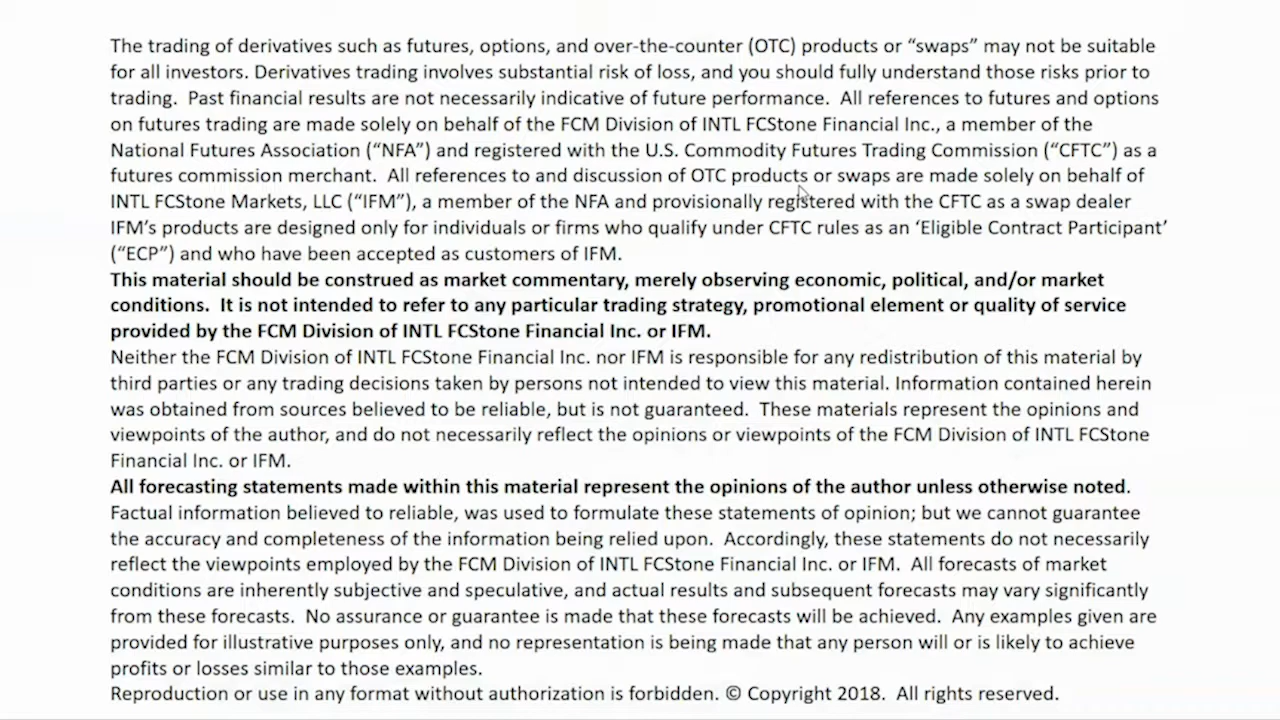 The trading of derivatives such as futures, options, and over-the-counter (OTC) products or “swaps” may not be suitable
for all investors. Derivatives trading involves substantial risk of loss, and you should fully understand those risks prior to
trading.  Past financial results are not necessarily indicative of future performance.  All references to futures and options
on futures trading are made solely on behalf of the FCM Division of INTL FCStone Financial Inc., a member of the
National Futures Association (“NFA”) and registered with the U.S. Commodity Futures Trading Commission (“CFTC”) as a
futures commission merchant.  All references to and discussion of OTC products or swaps are made solely on behalf of
INTL FCStone Markets, LLC (“IFM”), a member of the NFA and provisionally registered with the CFTC as a swap dealer
IFM’s products are designed only for individuals or firms who qualify under CFTC rules as an ‘Eligible Contract Participant’
(“ECP”) and who have been accepted as customers of IFM.
This material should be construed as market commentary, merely observing economic, political, and/or market
conditions.  It is not intended to refer to any particular trading strategy, promotional element or quality of service
provided by the FCM Division of INTL FCStone Financial Inc. or IFM.
Neither the FCM Division of INTL FCStone Financial Inc. nor IFM is responsible for any redistribution of this material by
third parties or any trading decisions taken by persons not intended to view this material. Information contained herein
was obtained from sources believed to be reliable, but is not guaranteed.  These materials represent the opinions and
viewpoints of the author, and do not necessarily reflect the opinions or viewpoints of the FCM Division of INTL FCStone
Financial Inc. or IFM.
All forecasting statements made within this material represent the opinions of the author unless otherwise noted.
Factual information believed to reliable, was used to formulate these statements of opinion; but we cannot guarantee
the accuracy and completeness of the information being relied upon.  Accordingly, these statements do not necessarily
reflect the viewpoints employed by the FCM Division of INTL FCStone Financial Inc. or IFM.  All forecasts of market
conditions are inherently subjective and speculative, and actual results and subsequent forecasts may vary significantly
from these forecasts.  No assurance or guarantee is made that these forecasts will be achieved.  Any examples given are
provided for illustrative purposes only, and no representation is being made that any person will or is likely to achieve
profits or losses similar to those examples.
Reproduction or use in any format without authorization is forbidden. © Copyright 2018.  All rights reserved.